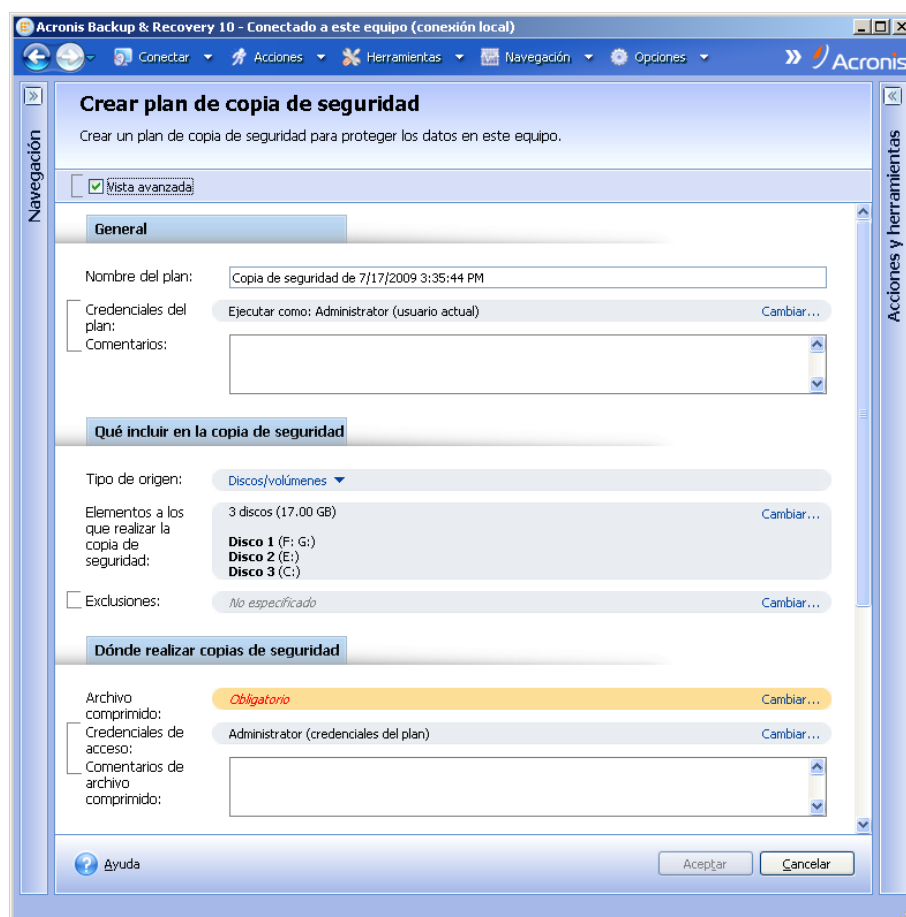 Acronis Backup & Recovery 10 - Conectado a este equipo (conexión local)
Conectar Acciones Herramientas Navegación Opciones » Acronis
Navegación
Acciones y herramientas
Crear plan de copia de seguridad
Crear un plan de copia de seguridad para proteger los datos en este equipo.
Vista avanzada
General
Nombre del plan: Copia de seguridad de 7/17/2009 3:35:44 PM
Credenciales del Ejecutar como: Administrator (usuario actual) Cambiar...
plan:
Comentarios:
Qué incluir en la copia de seguridad
Tipo de origen: Discos/volúmenes
Elementos a los 3 discos (17.00 GB) Cambiar...
que realizar la
copia de Disco 1 (F: G:)
seguridad: Disco 2 (E:)
Disco 3 (C:)
Exclusiones: No especificado Cambiar...
Dónde realizar copias de seguridad
Archivo Obligatorio Cambiar...
comprimido:
Credenciales de Administrator (credenciales del plan) Cambiar...
acceso:
Comentarios de
archivo
comprimido:
Ayuda Aceptar Cancelar